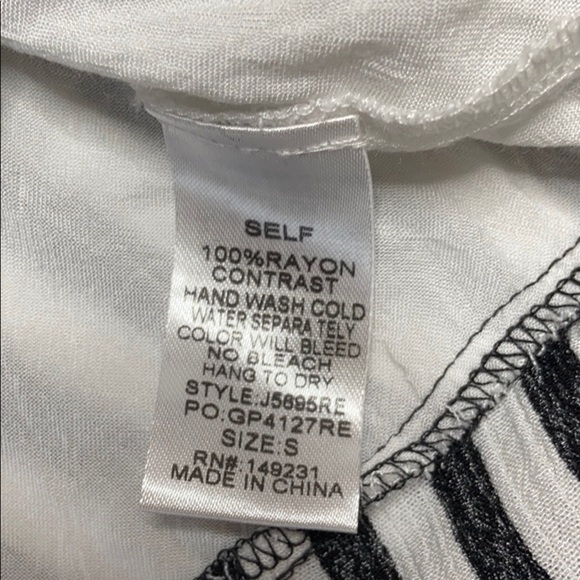 SELF
100%RAYON
CONTRAST
HAND WASH COLD
WATER SEPARA TELY
COLOR WILL BLEED
NO BLEACH
HANG TO DRY
STYLE:J5695RE
PO:GP4127RE
SIZE:S
RN#:149231
MADE IN CHINA